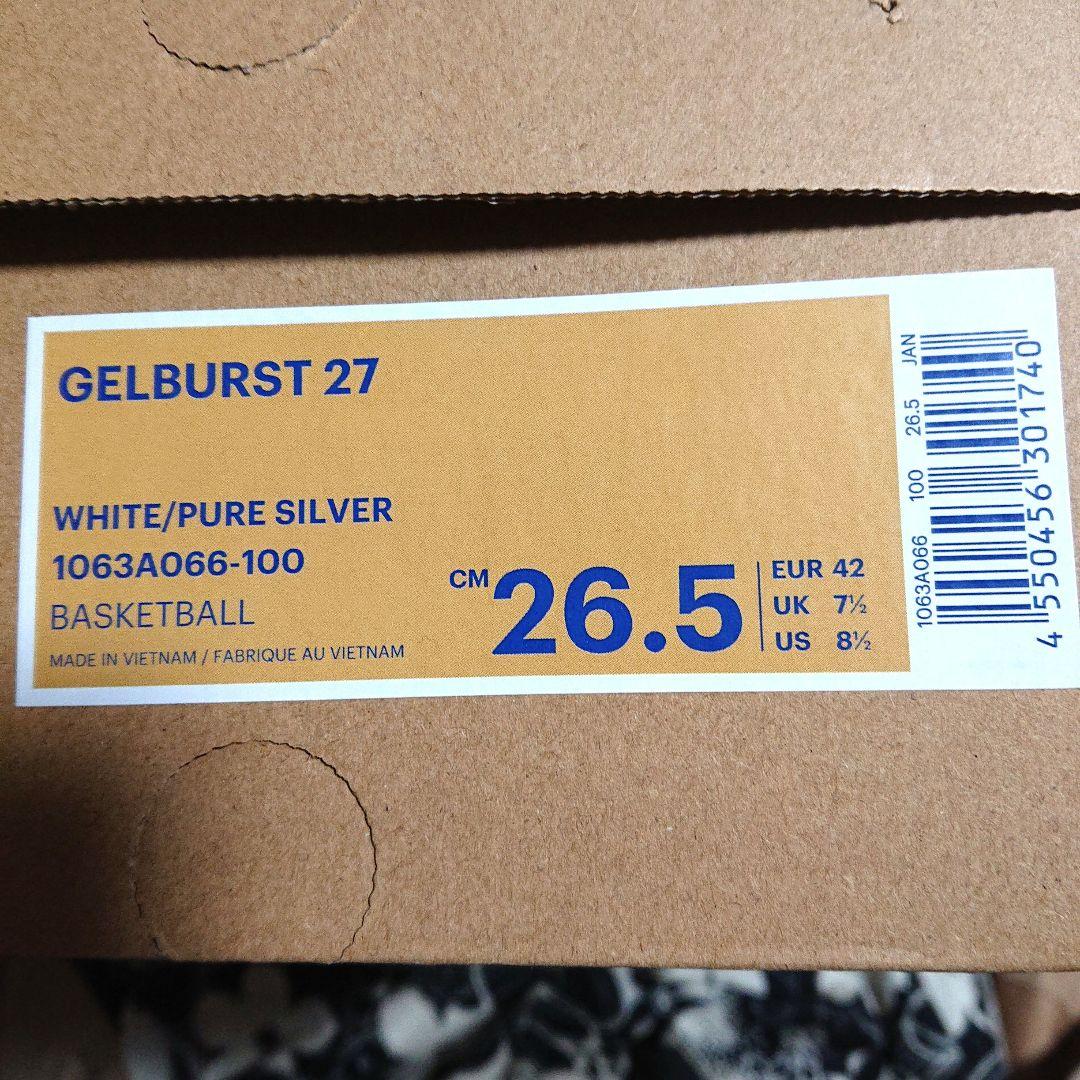 GELBURST 27
WHITE/PURE SILVER
1063A066-100
BASKETBALL
MADE IN VIETNAM / FABRIQUE AU VIETNAM
CM 26.5
EUR 42
UK 7½
US 8½
1063A066 100 26.5 JAN
4 550456 301740